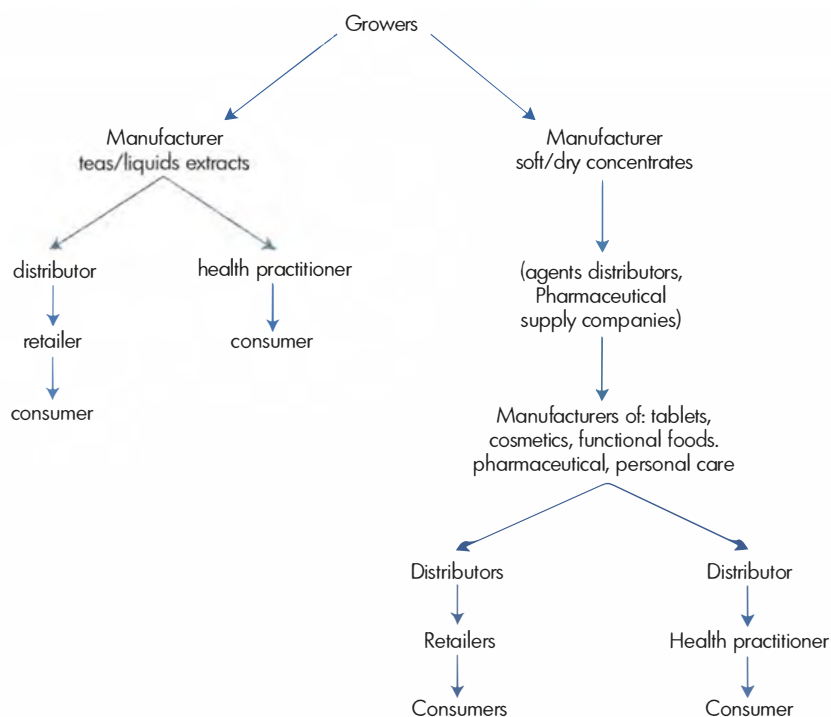 Growers
Manufacturer
teas/liquids extracts
Manufacturer
soft/dry concentrates
distributor
health practitioner
(agents distributors,
Pharmaceutical
supply companies)
retailer
consumer
consumer
Manufacturers of: tablets,
cosmetics, functional foods.
pharmaceutical, personal care
Distributors
Distributor
Retailers
Health practitioner
Consumers
Consumer